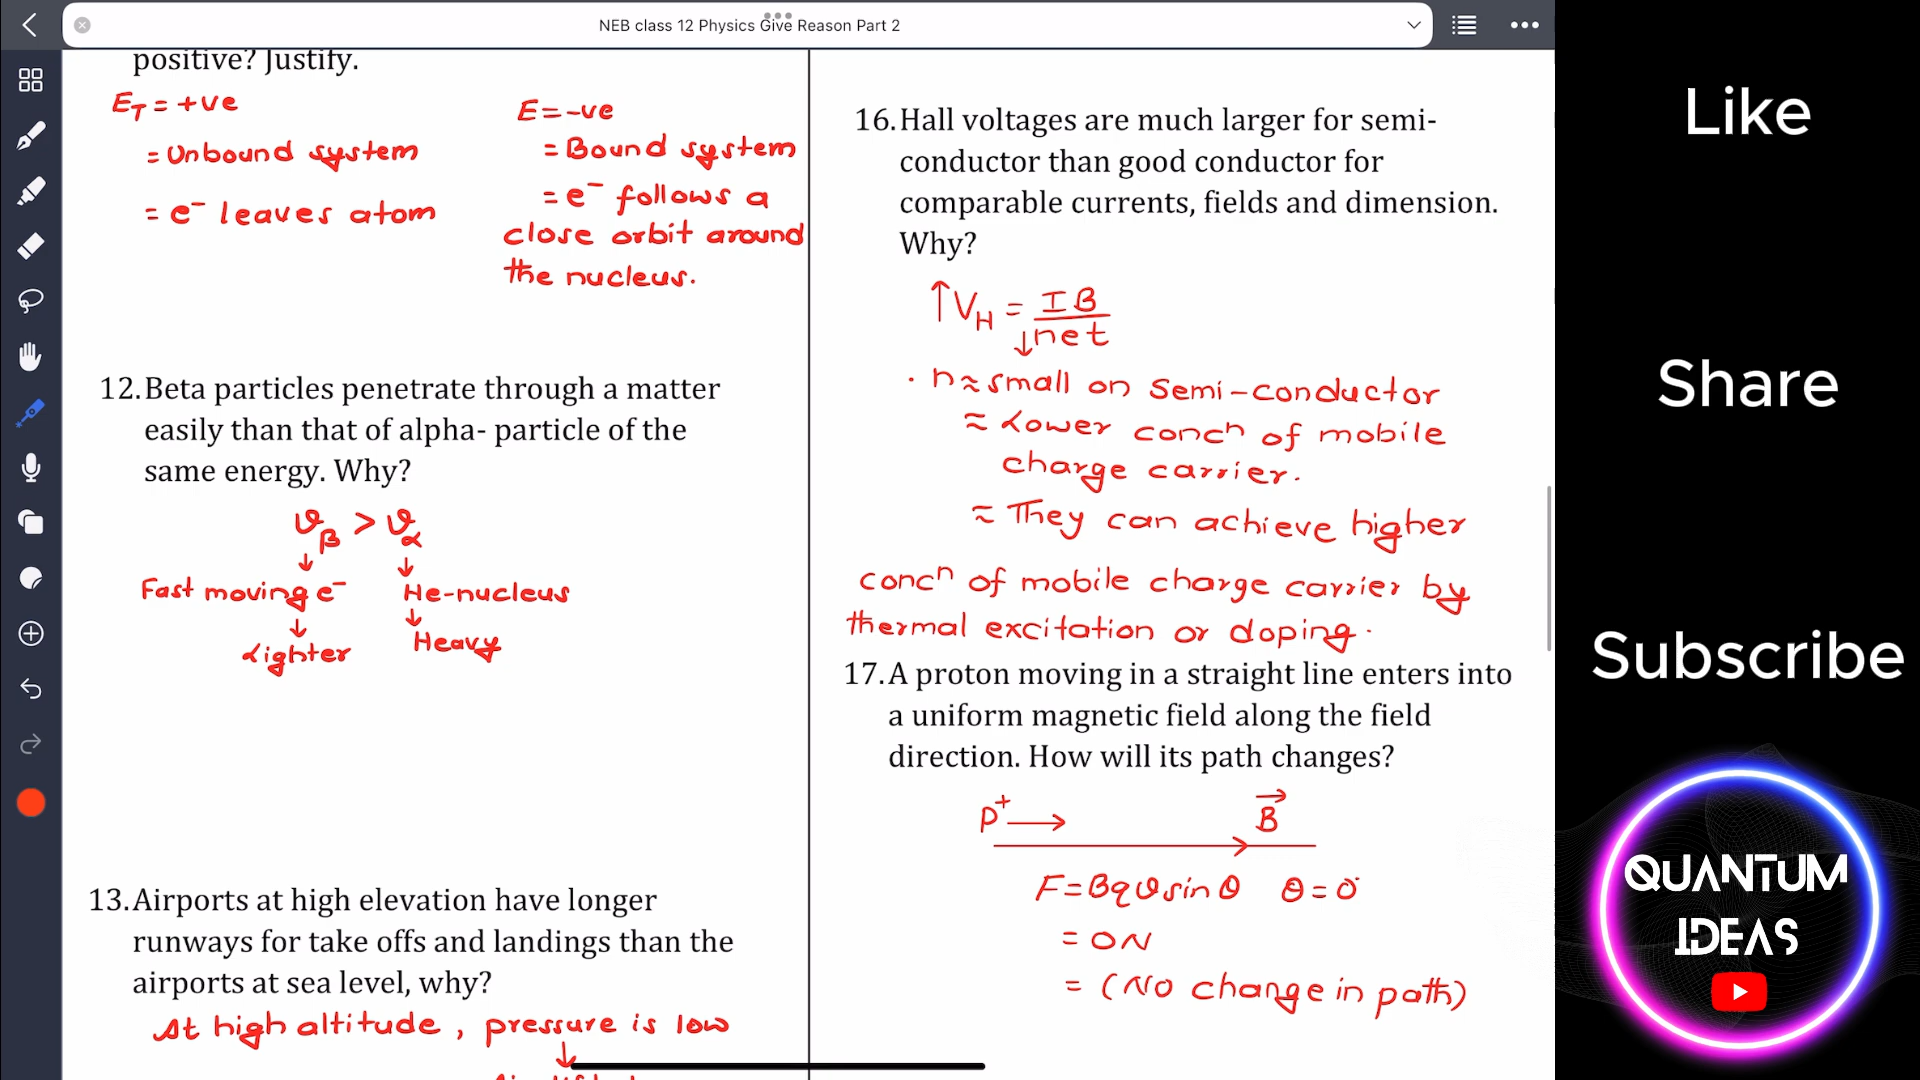 NEB class 12 Physics Give Reason Part 2
positive? Justify.
E_T = +ve
= Unbound system
= e⁻ leaves atom
E = -ve
= Bound system
= e⁻ follows a
close orbit around
the nucleus.
12. Beta particles penetrate through a matter
easily than that of alpha- particle of the
same energy. Why?
ϑ_β > ϑ_α
↓ ↓
Fast moving e⁻ He-nucleus
↓ ↓
Lighter Heavy
13. Airports at high elevation have longer
runways for take offs and landings than the
airports at sea level, why?
At high altitude, pressure is low
↓
16. Hall voltages are much larger for semi-
conductor than good conductor for
comparable currents, fields and dimension.
Why?
↑V_H = IB
↓net
· n ≈ small on semi-conductor
≈ Lower concn of mobile
charge carrier.
≈ They can achieve higher
concn of mobile charge carrier by
thermal excitation or doping.
17. A proton moving in a straight line enters into
a uniform magnetic field along the field
direction. How will its path changes?
P⁺ → B⃗
F = Bqϑsinθ θ = 0°
= 0N
= (No change in path)
Like
Share
Subscribe
QUANTUM
IDEAS